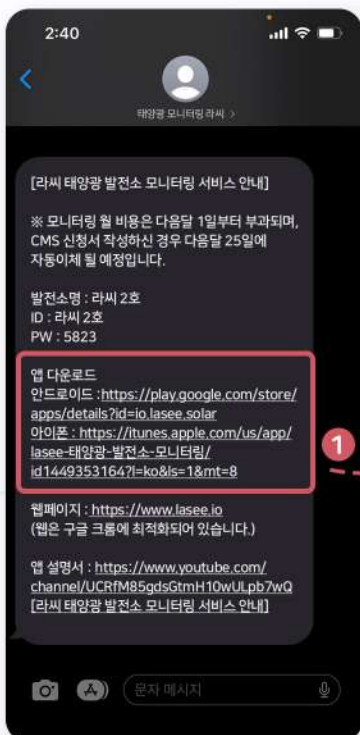 2:40
태양광 모니터링 라씨 >
[라씨 태양광 발전소 모니터링 서비스 안내]
※ 모니터링 월 비용은 다음달 1일부터 부과되며,
CMS 신청서 작성하신 경우 다음달 25일에
자동이체 될 예정입니다.
발전소명 : 라씨 2호
ID : 라씨 2호
PW : 5823
앱 다운로드
안드로이드 :https://play.google.com/store/
apps/details?id=io.lasee.solar
아이폰 : https://itunes.apple.com/us/app/
lasee-태양광-발전소-모니터링/
id1449353164?l=ko&ls=1&mt=8
1
웹페이지 : https://www.lasee.io
(웹은 구글 크롬에 최적화되어 있습니다.)
앱 설명서 : https://www.youtube.com/
channel/UCRfM85gdsGtmH10wULpb7wQ
[라씨 태양광 발전소 모니터링 서비스 안내]
문자 메시지